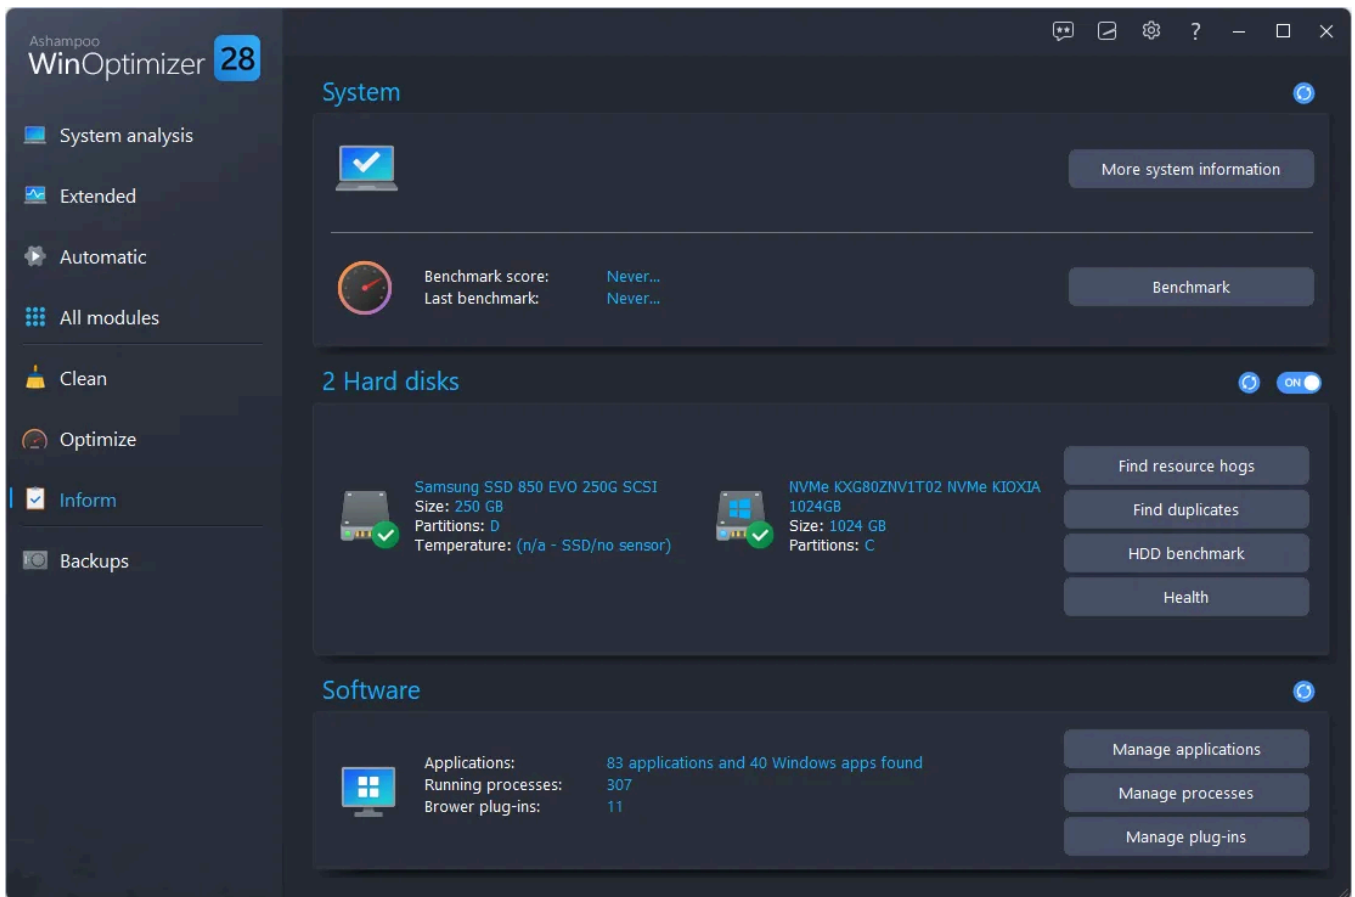 Ashampoo
WinOptimizer 28
System analysis
Extended
Automatic
All modules
Clean
Optimize
Inform
Backups
?
System
More system information
Benchmark score: Never...
Last benchmark: Never...
Benchmark
2 Hard disks
ON
Samsung SSD 850 EVO 250G SCSI
Size: 250 GB
Partitions: D
Temperature: (n/a - SSD/no sensor)
NVMe KXG80ZNV1T02 NVMe KIOXIA
1024GB
Size: 1024 GB
Partitions: C
Find resource hogs
Find duplicates
HDD benchmark
Health
Software
Applications: 83 applications and 40 Windows apps found
Running processes: 307
Brower plug-ins: 11
Manage applications
Manage processes
Manage plug-ins